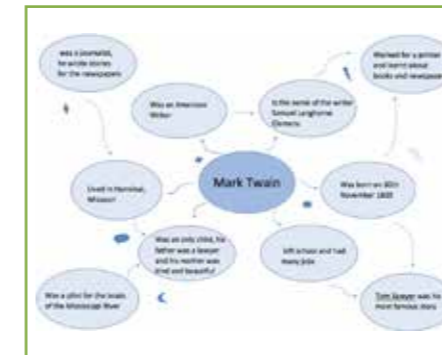 was a journalist,
he wrote stories
for the newspapers
Worked for a printer
and learnt about
books and newspape
Was an American
Writer
Is the name of the writer
Samuel Langhorne
Clemens
Mark Twain
Lived in Hannibal,
Missouri
Was born on 30th
November 1835
Was an only child, his
father was a lawyer
and his mother was
kind and beautiful
left school and had
many jobs
Was a pilot for the boats
of the Mississippi River
Tom Sawyer was he
most famous story